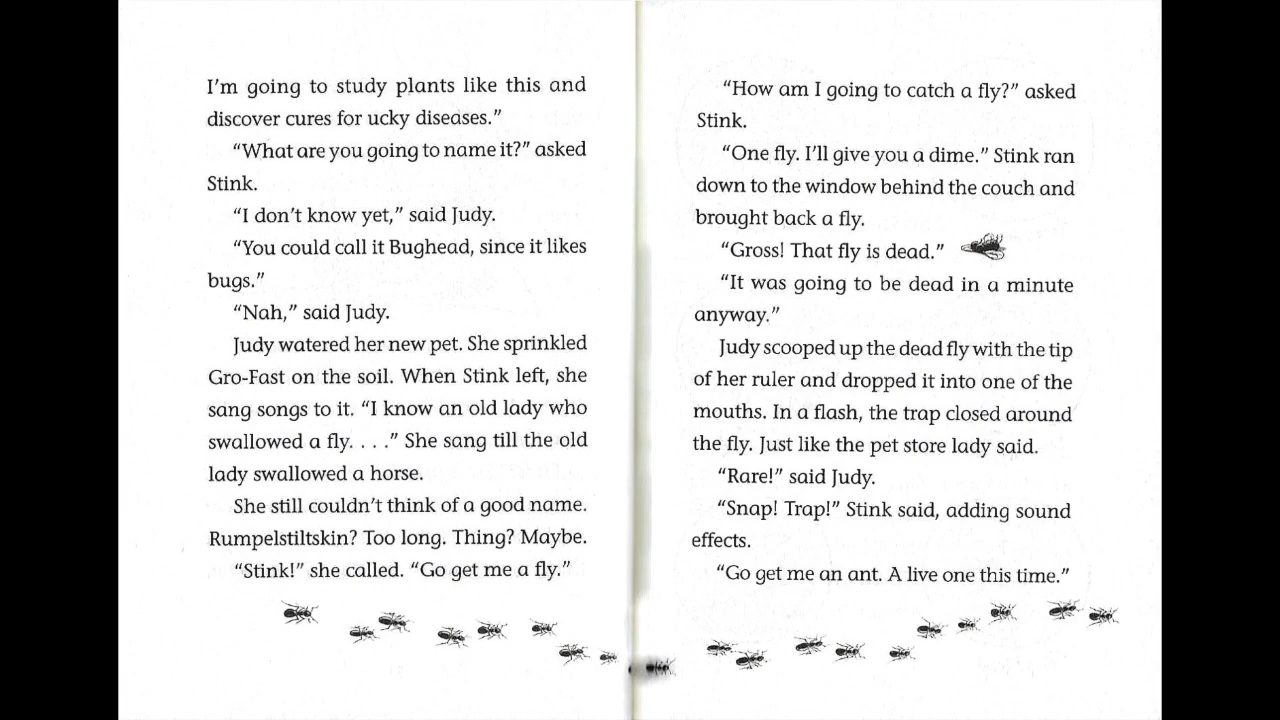 I'm going to study plants like this and
discover cures for ucky diseases."
"What are you going to name it?" asked
Stink.
"I don't know yet," said Judy.
"You could call it Bughead, since it likes
bugs."
"Nah," said Judy.
Judy watered her new pet. She sprinkled
Gro-Fast on the soil. When Stink left, she
sang songs to it. "I know an old lady who
swallowed a fly. . . ." She sang till the old
lady swallowed a horse.
She still couldn't think of a good name.
Rumpelstiltskin? Too long. Thing? Maybe.
"Stink!" she called. "Go get me a fly."
"How am I going to catch a fly?" asked
Stink.
"One fly. I'll give you a dime." Stink ran
down to the window behind the couch and
brought back a fly.
"Gross! That fly is dead."
"It was going to be dead in a minute
anyway."
Judy scooped up the dead fly with the tip
of her ruler and dropped it into one of the
mouths. In a flash, the trap closed around
the fly. Just like the pet store lady said.
"Rare!" said Judy.
"Snap! Trap!" Stink said, adding sound
effects.
"Go get me an ant. A live one this time."